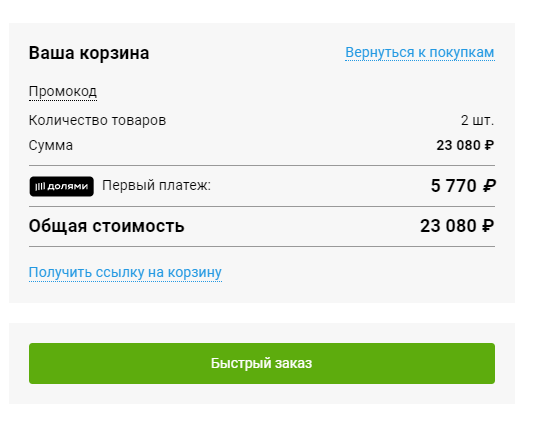 Ваша корзина Вернуться к покупкам
Промокод
Количество товаров 2 шт.
Сумма 23 080 ₽
долями Первый платеж: 5 770 ₽
Общая стоимость 23 080 ₽
Получить ссылку на корзину
Быстрый заказ